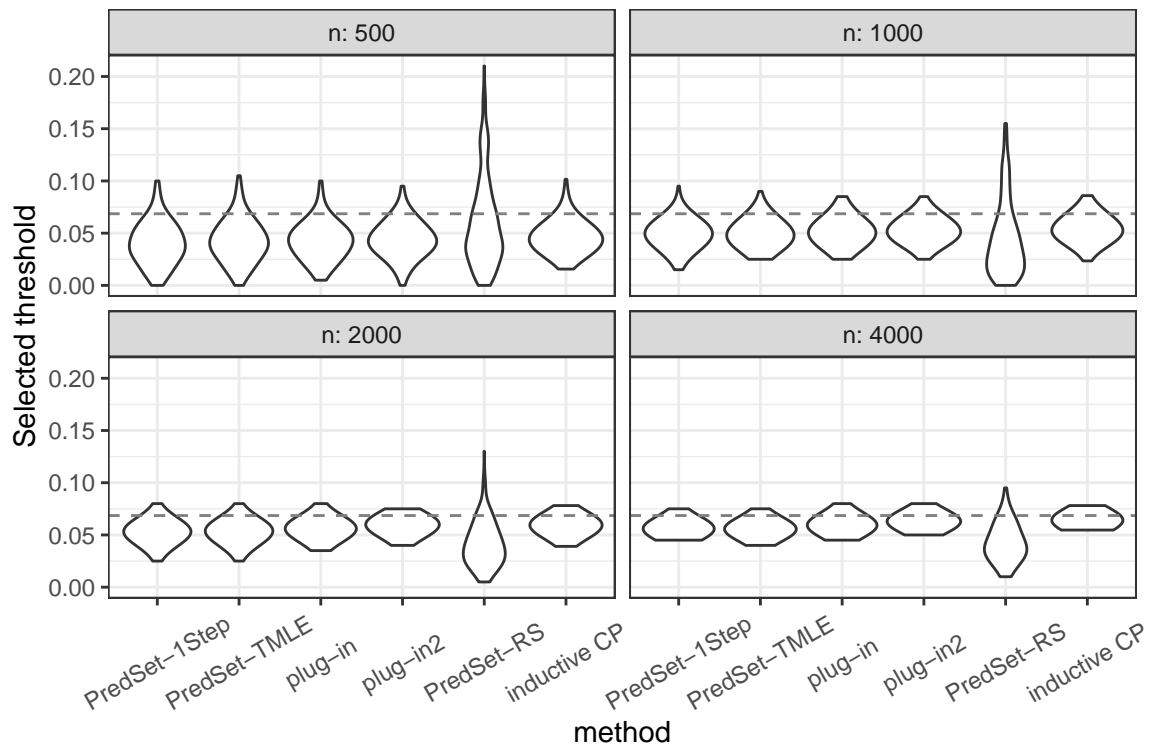 n: 500
n: 1000
0.20
0.15
0.10
0.05
0.00
n: 2000
n: 4000
0.20
0.15
0.10
0.05
0.00
Selected threshold
PredSet−1Step
PredSet−TMLE
plug−in
plug−in2
PredSet−RS
inductive CP
PredSet−1Step
PredSet−TMLE
plug−in
plug−in2
PredSet−RS
inductive CP
method